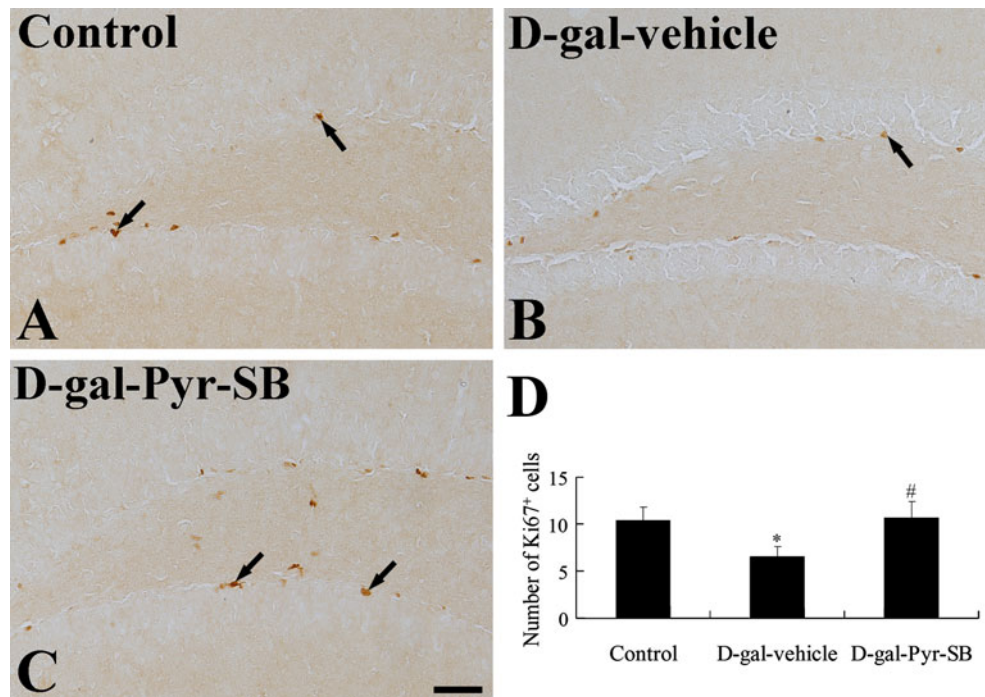 Control
A
D-gal-vehicle
B
D-gal-Pyr-SB
C
D
Number of Ki67⁺ cells
15
10
5
0
*
#
Control
D-gal-vehicle
D-gal-Pyr-SB